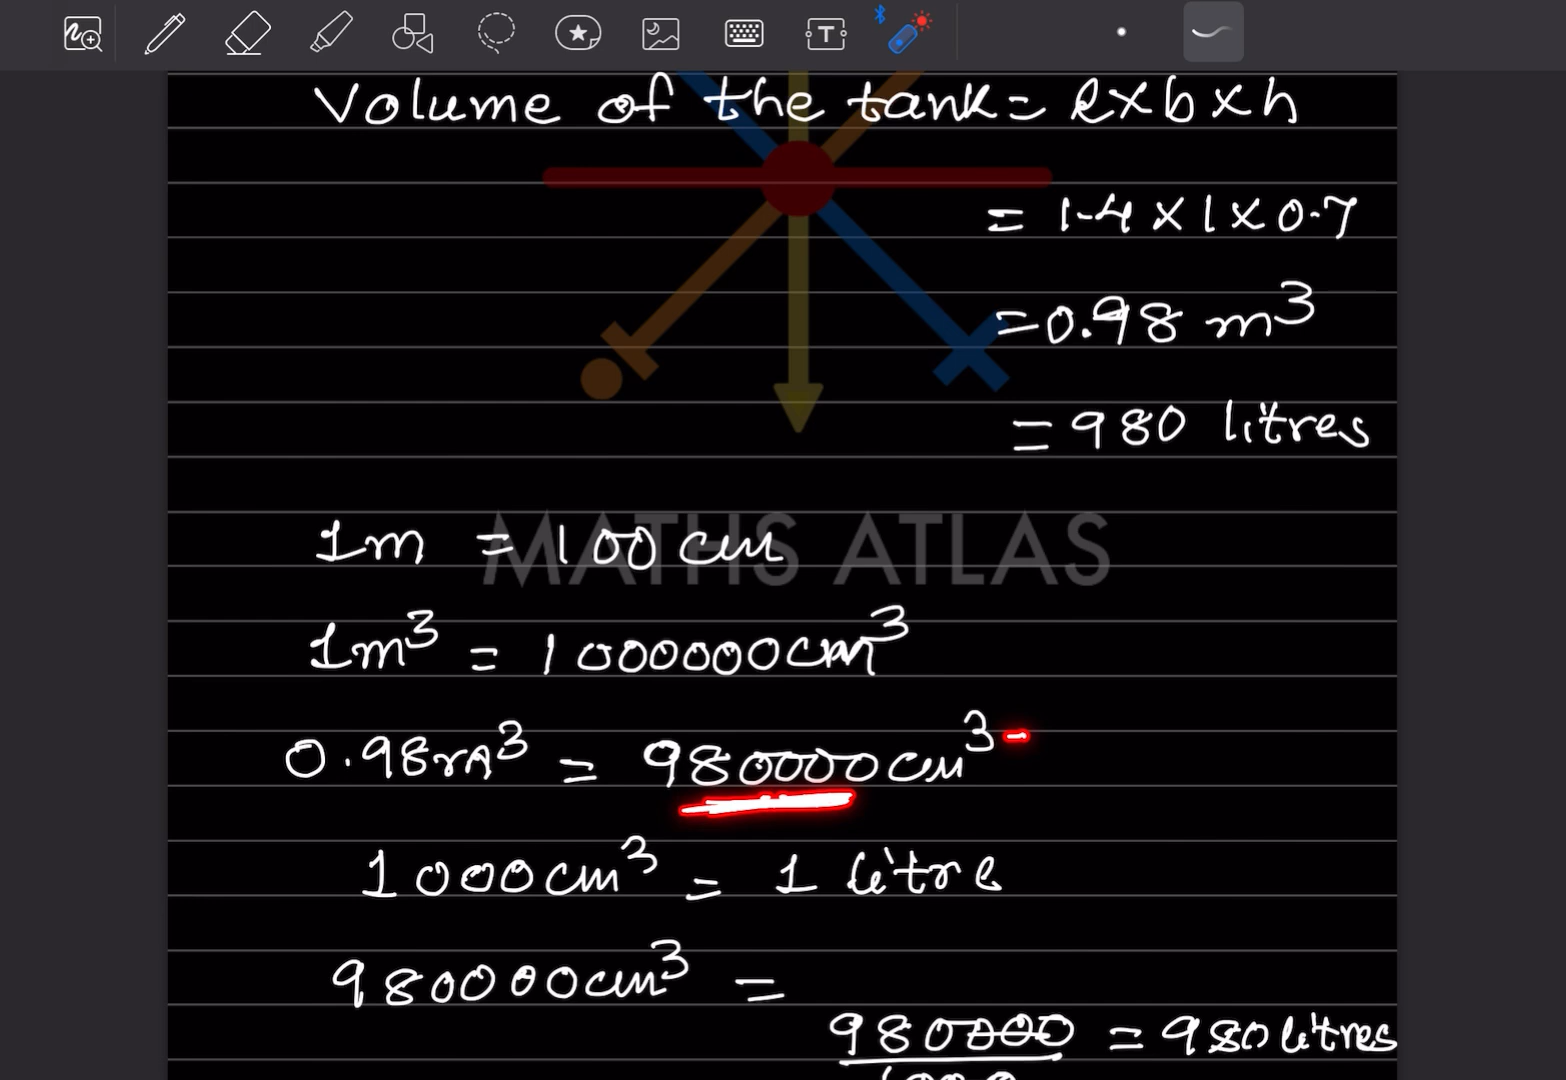 Volume of the tank = l×b×h
= 1.4 × 1 × 0.7
= 0.98 m³
= 980 litres
MATHS ATLAS
1m = 100 cm
1m³ = 1000000cm³
0.98m³ = 980000cm³
1000cm³ = 1 litre
980000cm³ =
980000 = 980 litres
1000